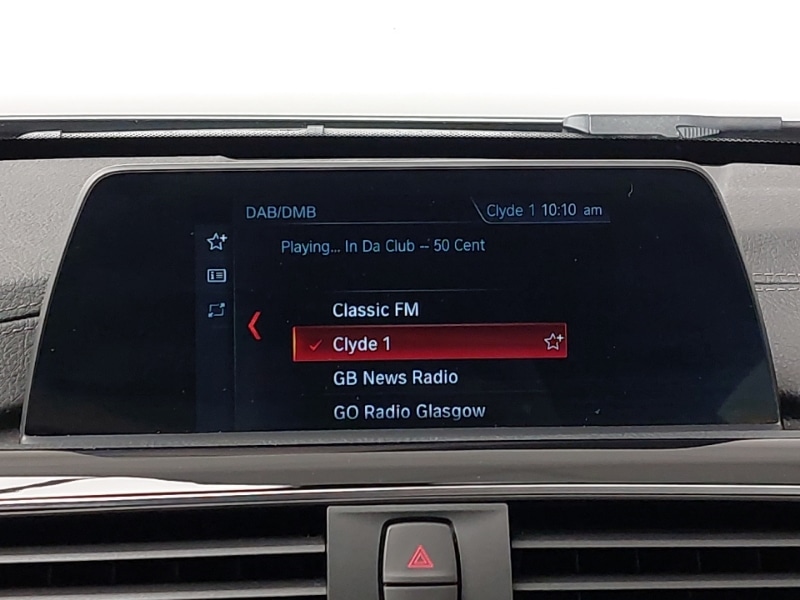 DAB/DMB
Clyde 1 10:10 am
Playing... In Da Club -- 50 Cent
Classic FM
Clyde 1
GB News Radio
GO Radio Glasgow